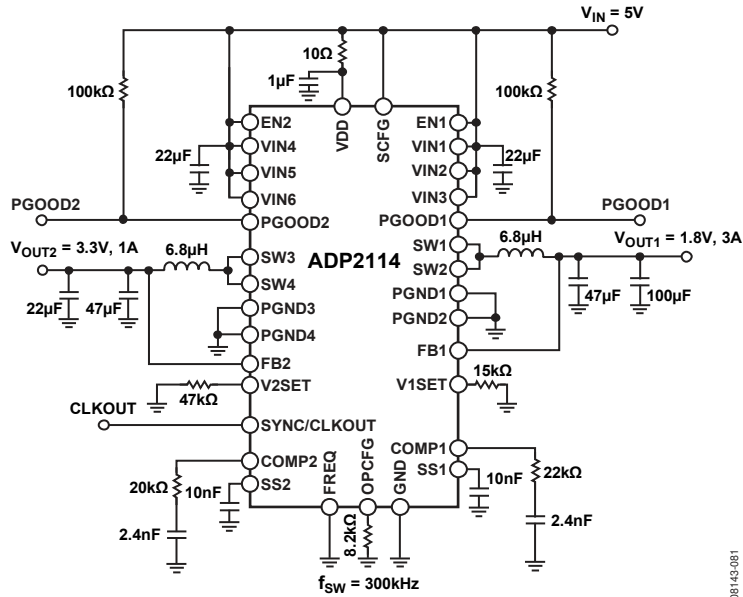 V_IN = 5V
10Ω
1µF
100kΩ
100kΩ
VDD
SCFG
EN2
EN1
VIN4
VIN1
22µF
22µF
VIN5
VIN2
VIN6
VIN3
PGOOD2
PGOOD2
PGOOD1
PGOOD1
V_OUT2 = 3.3V, 1A
6.8µH
SW3
ADP2114
SW1
6.8µH
V_OUT1 = 1.8V, 3A
SW4
SW2
22µF
47µF
PGND3
PGND1
47µF
100µF
PGND4
PGND2
FB2
FB1
47kΩ
V2SET
V1SET
15kΩ
CLKOUT
SYNC/CLKOUT
COMP2
COMP1
20kΩ
10nF
SS2
SS1
10nF
22kΩ
FREQ
OPCFG
GND
2.4nF
8.2kΩ
2.4nF
f_SW = 300kHz
08143-081